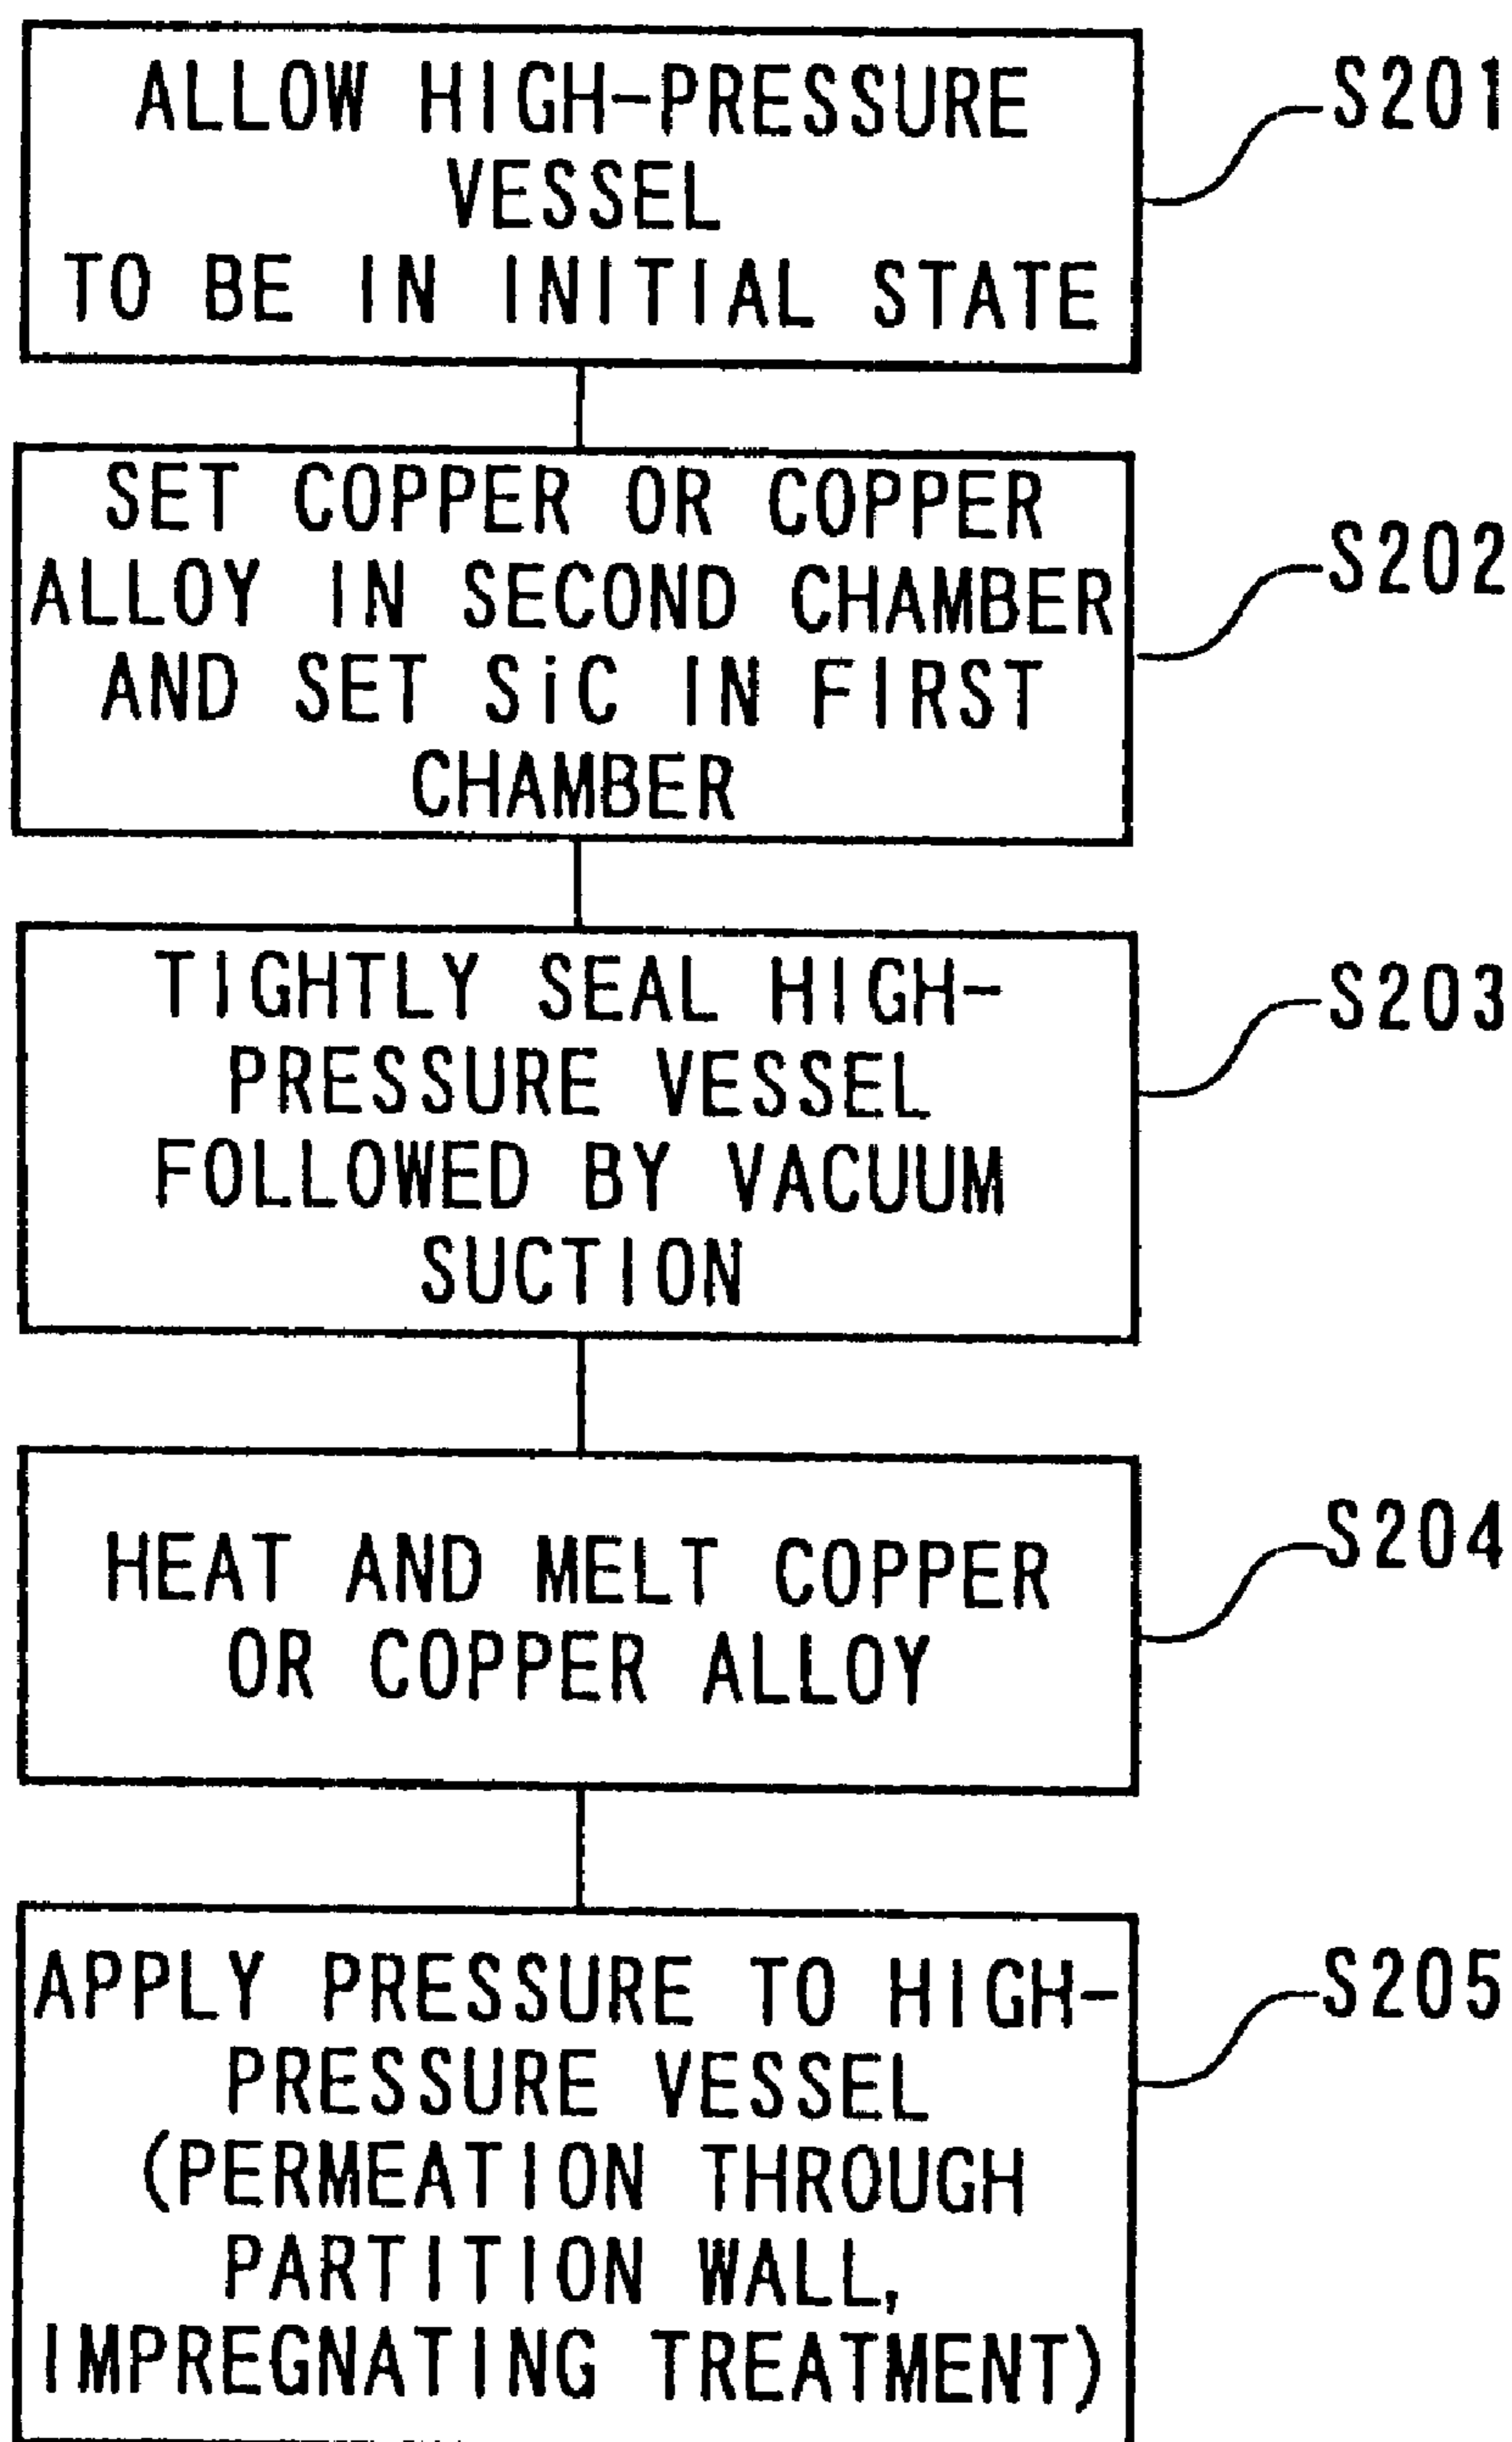 ALLOW HIGH-PRESSURE
VESSEL
TO BE IN INITIAL STATE
S201
SET COPPER OR COPPER
ALLOY IN SECOND CHAMBER
AND SET SiC IN FIRST
CHAMBER
S202
TIGHTLY SEAL HIGH-
PRESSURE VESSEL
FOLLOWED BY VACUUM
SUCTION
S203
HEAT AND MELT COPPER
OR COPPER ALLOY
S204
APPLY PRESSURE TO HIGH-
PRESSURE VESSEL
(PERMEATION THROUGH
PARTITION WALL,
IMPREGNATING TREATMENT)
S205